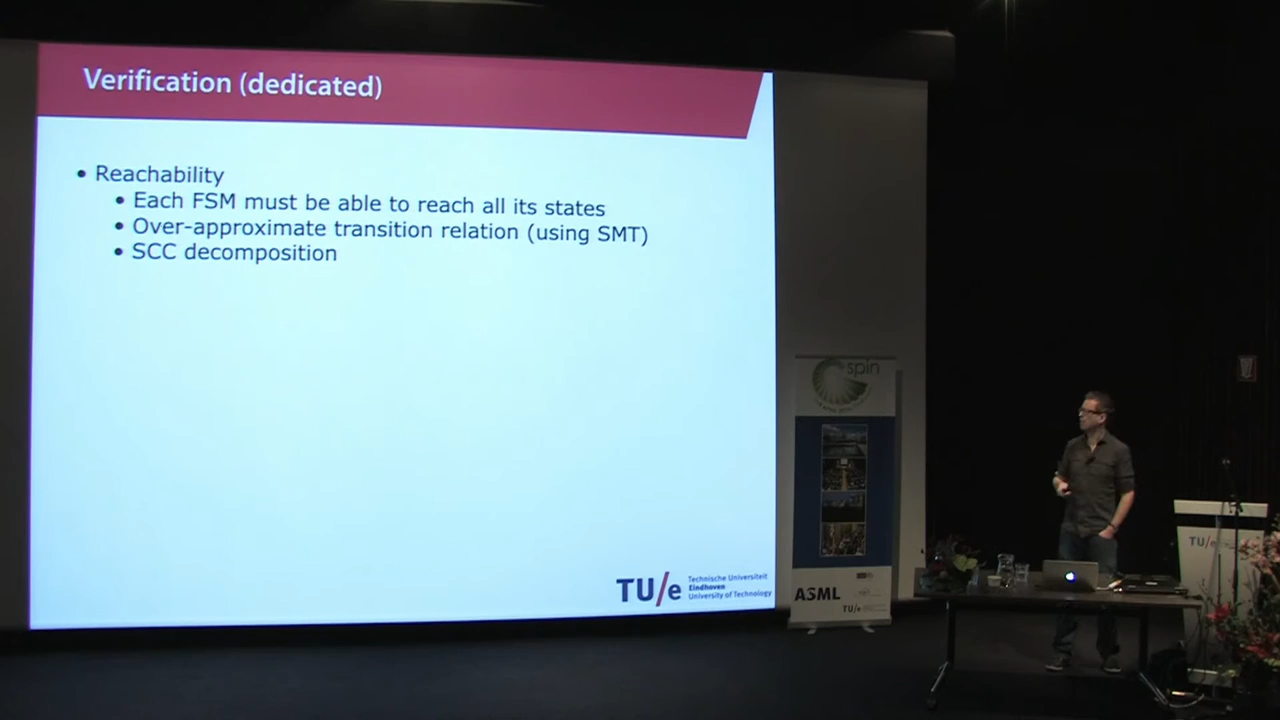 Verification (dedicated)
• Reachability
• Each FSM must be able to reach all its states
• Over-approximate transition relation (using SMT)
• SCC decomposition
TU/e Technische Universiteit
Eindhoven
University of Technology
spin
ASML
TU/e
TU/e